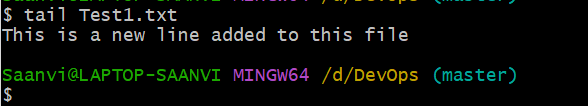 $ tail Test1.txt
This is a new line added to this file
Saanvi@LAPTOP-SAANVI MINGW64 /d/DevOps (master)
$